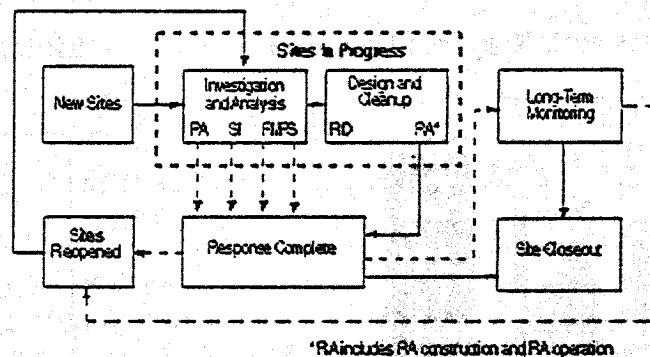 Sites In Progress
New Sites
Investigation
and Analysis
PA SI FI/FS
Design and
Cleanup
RD RA*
Long-Term
Monitoring
Sites
Reopened
Response Complete
Site Closeout
*RA includes RA construction and RA operation